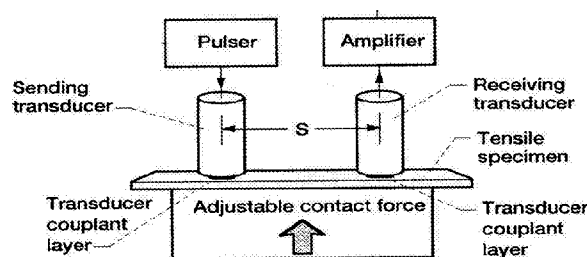 Pulser
Amplifier
Sending
transducer
Receiving
transducer
S
Tensile
specimen
Transducer
couplant
layer
Adjustable contact force
Transducer
couplant
layer